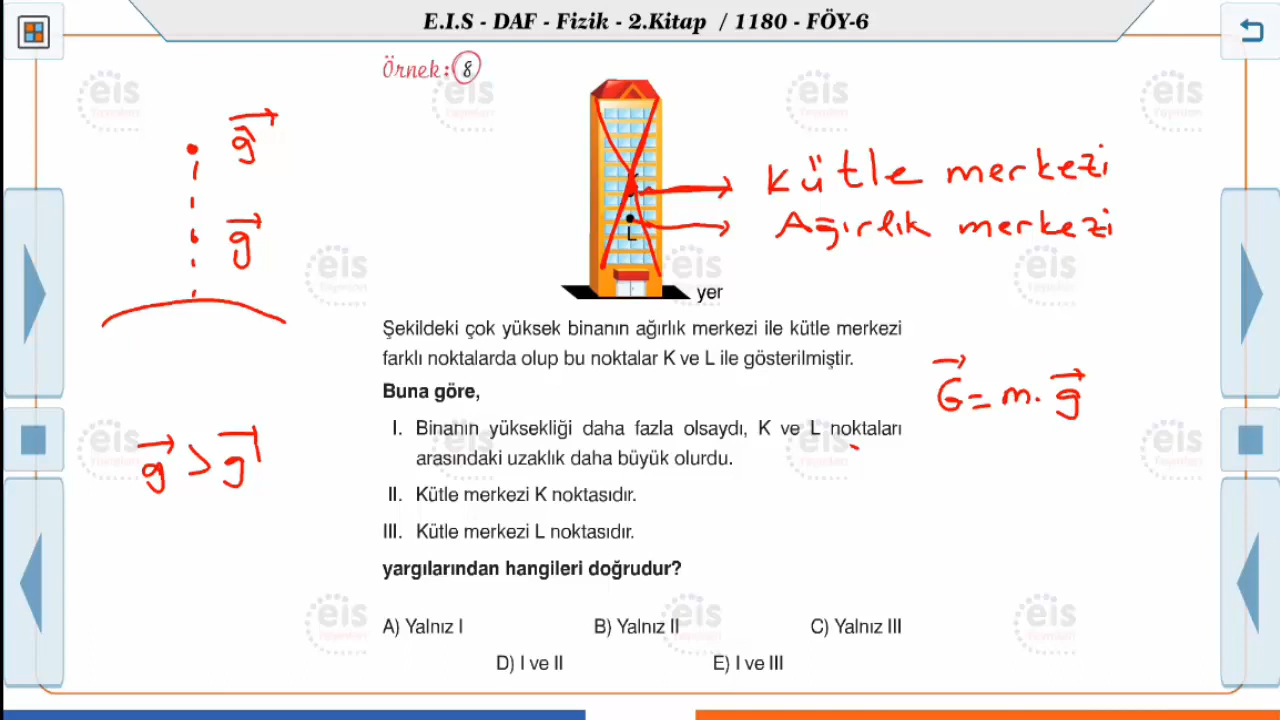 E.I.S - DAF - Fizik - 2.Kitap / 1180 - FÖY-6
Örnek: 8
g
g
Kütle merkezi
Ağırlık merkezi
L
yer
Şekildeki çok yüksek binanın ağırlık merkezi ile kütle merkezi
farklı noktalarda olup bu noktalar K ve L ile gösterilmiştir.
G = m. g
Buna göre,
I. Binanın yüksekliği daha fazla olsaydı, K ve L noktaları
arasındaki uzaklık daha büyük olurdu.
g > g'
II. Kütle merkezi K noktasıdır.
III. Kütle merkezi L noktasıdır.
yargılarından hangileri doğrudur?
A) Yalnız I B) Yalnız II C) Yalnız III
D) I ve II E) I ve III
eis